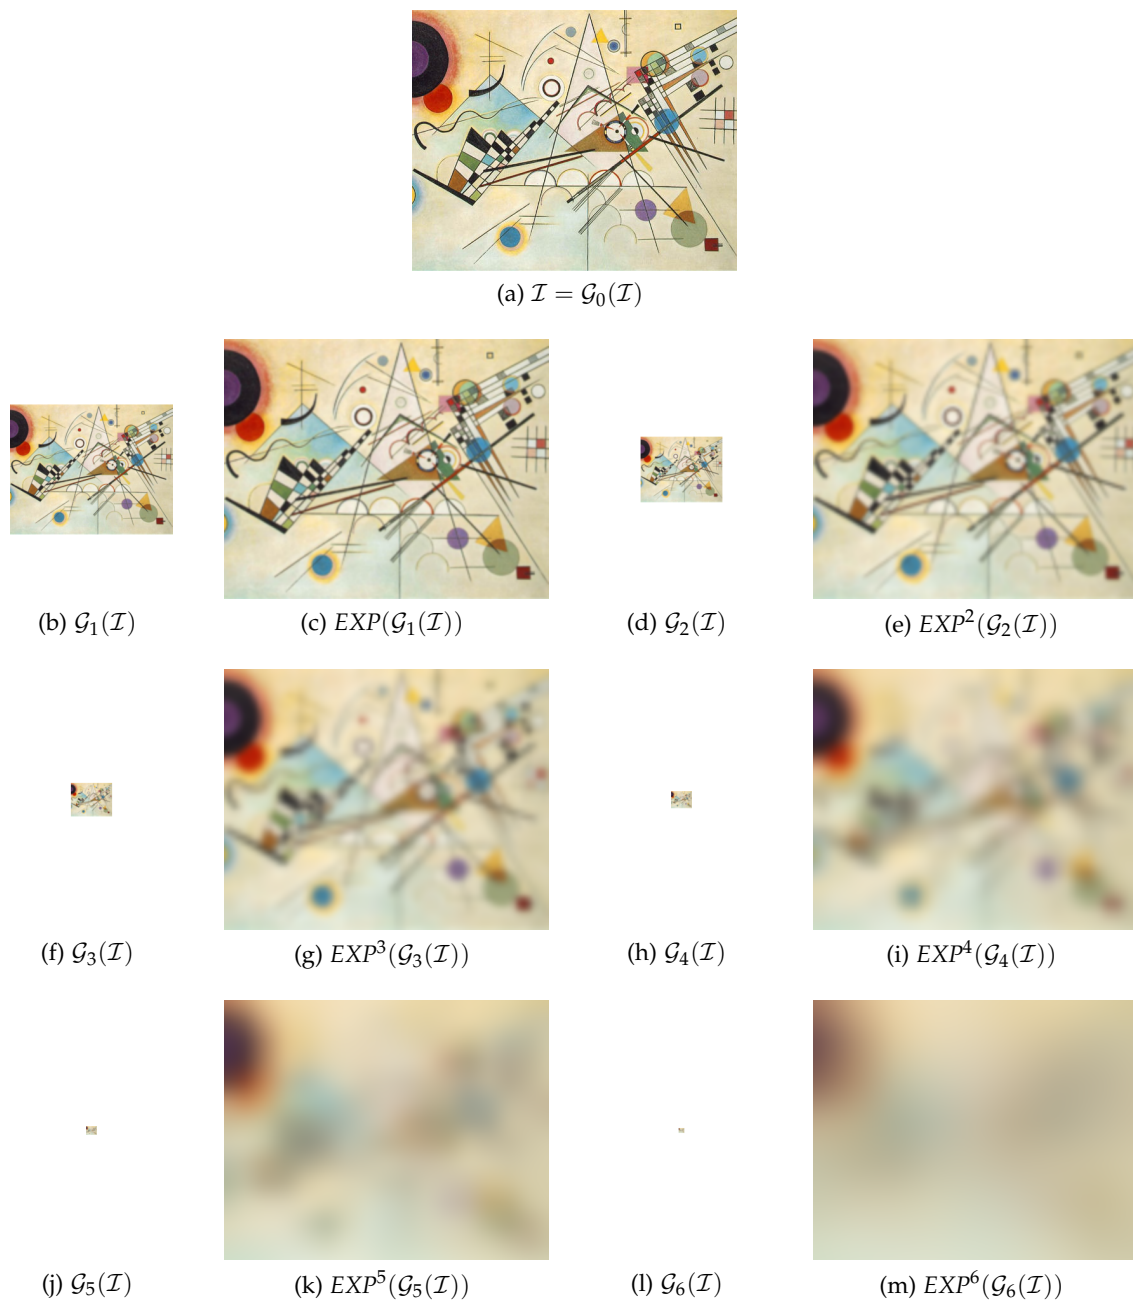 (a) ℐ = 𝒢₀(ℐ)
(b) 𝒢₁(ℐ)
(c) EXP(𝒢₁(ℐ))
(d) 𝒢₂(ℐ)
(e) EXP²(𝒢₂(ℐ))
(f) 𝒢₃(ℐ)
(g) EXP³(𝒢₃(ℐ))
(h) 𝒢₄(ℐ)
(i) EXP⁴(𝒢₄(ℐ))
(j) 𝒢₅(ℐ)
(k) EXP⁵(𝒢₅(ℐ))
(l) 𝒢₆(ℐ)
(m) EXP⁶(𝒢₆(ℐ))